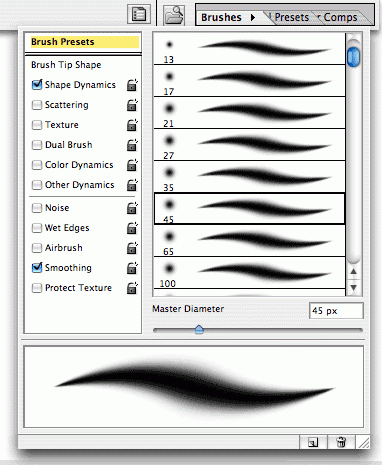 Brushes
Presets
Comps
Brush Presets
Brush Tip Shape
Shape Dynamics
Scattering
Texture
Dual Brush
Color Dynamics
Other Dynamics
Noise
Wet Edges
Airbrush
Smoothing
Protect Texture
13
17
21
27
35
45
65
100
Master Diameter
45 px